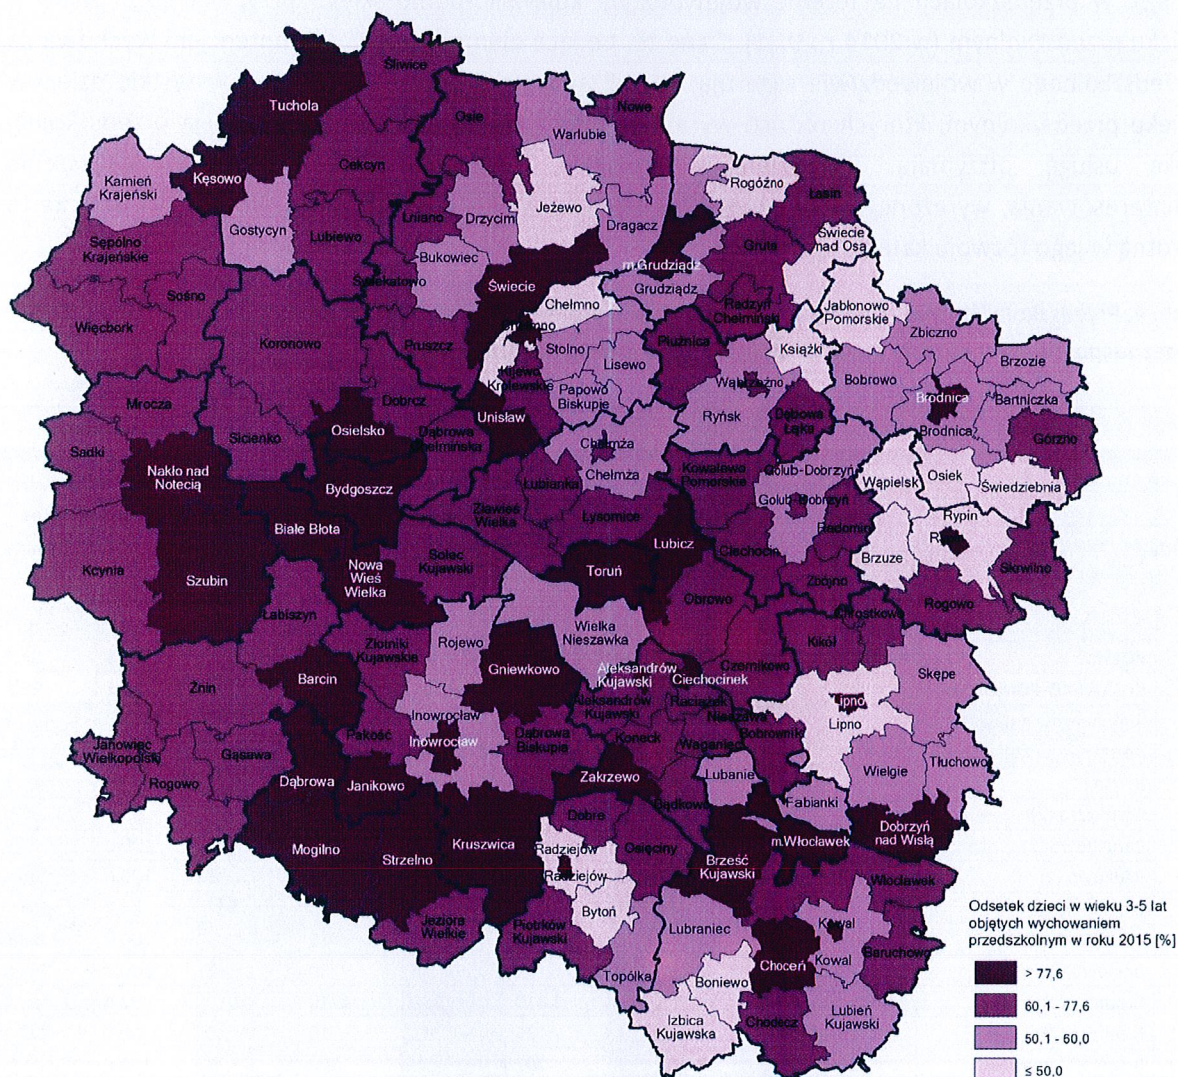 Śliwice
Tuchola
Osie
Nowe
Warlubie
Cekcyn
Kamień
Krajeński
Kęsowo
Rogóźno
Łasin
Jeżewo
Gostycyn
Lniano
Drzycim
Dragacz
Lubiewo
Świecie
nad Osą
Sępólno
Krajeńskie
Gruta
Bukowiec
m.Grudziądz
Świekatowo
Świecie
Grudziądz
Sośno
Chełmno
Radzyń
Chełmiński
Jabłonowo
Pomorskie
Więcbork
Chełmno
Zbiczno
Koronowo
Pruszcz
Stolno
Płużnica
Książki
Lisewo
Brzozie
Kijewo
Królewskie
Wąbrzeźno
Bobrowo
Papowo
Biskupie
Brodnica
Bartniczka
Mrocza
Dobrcz
Unisław
Ryńsk
Dębowa
Łąka
Osielsko
Dąbrowa
Chełmińska
Brodnica
Górzno
Sicienko
Chełmża
Sadki
Nakło nad
Notecią
Chełmża
Kowalewo
Pomorskie
Golub-Dobrzyń
Wąpielsk
Osiek
Świedziebnia
Bydgoszcz
Łubianka
Golub-Dobrzyń
Zławieś
Wielka
Łysomice
Rypin
Białe Błota
Radomin
Lubicz
Ciechocin
Brzuze
Solec
Kujawski
Kcynia
Szubin
Nowa
Wieś
Wielka
Toruń
Zbójno
Skrwilno
Obrowo
Rogowo
Łabiszyn
Chrostkowo
Wielka
Nieszawka
Złotniki
Kujawskie
Rojewo
Kikół
Gniewkowo
Aleksandrów
Kujawski
Czernikowo
Skępe
Barcin
Ciechocinek
Żnin
Raciążek
Lipno
Aleksandrów
Kujawski
Inowrocław
Nieszawa
Lipno
Pakość
Dąbrowa
Biskupia
Koneck
Waganiec
Bobrowniki
Inowrocław
Janowiec
Wielkopolski
Gąsawa
Tłuchowo
Rogowo
Dąbrowa
Janikowo
Zakrzewo
Lubanie
Wielgie
Bądkowo
Fabianki
Dobre
Dobrzyń
nad Wisłą
Mogilno
Kruszwica
Radziejów
Osięciny
m.Włocławek
Strzelno
Brześć
Kujawski
Radziejów
Włocławek
Bytoń
Jeziora
Wielkie
Piotrków
Kujawski
Lubraniec
Kowal
Baruchowo
Kowal
Choceń
Topólka
Boniewo
Izbica
Kujawska
Chodecz
Lubień
Kujawski
Odsetek dzieci w wieku 3-5 lat
objętych wychowaniem
przedszkolnym w roku 2015 [%]
> 77,6
60,1 - 77,6
50,1 - 60,0
≤ 50,0